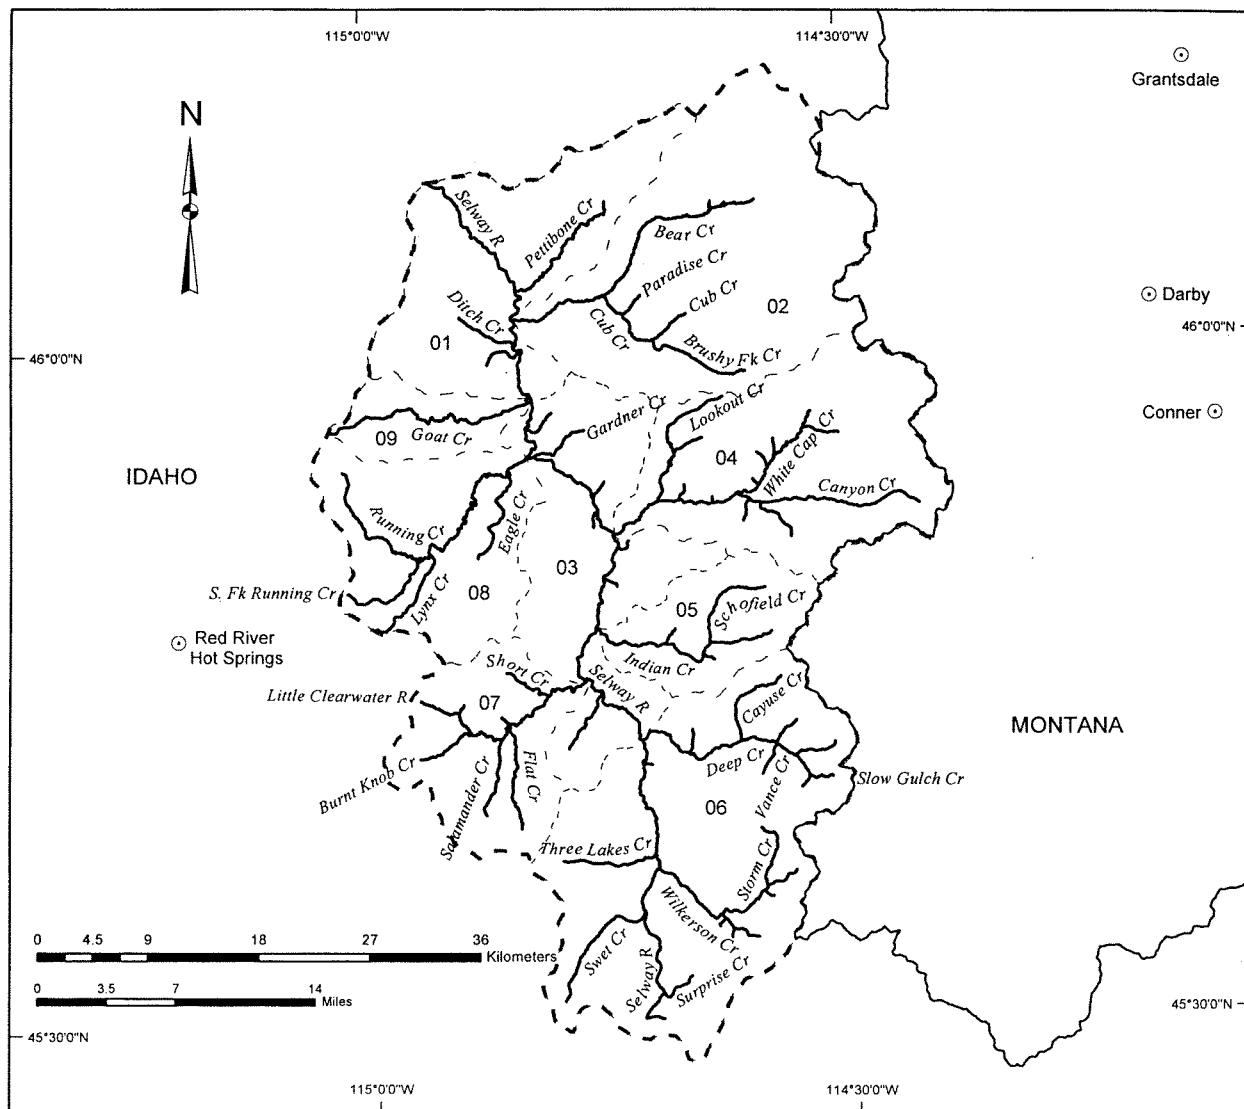 115°0'0"W
114°30'0"W
Grantsdale
N
Selway R
Pettibone Cr
Bear Cr
Paradise Cr
Cub Cr
02
Darby
46°0'0"N
Ditch Cr
01
Cub Cr
Brushy Fk Cr
46°0'0"N
Lookout Cr
Gardner Cr
Conner
09
Goat Cr
04
White Cap Cr
IDAHO
Canyon Cr
Running Cr
Eagle Cr
03
S. Fk Running Cr
Lynx Cr
08
05
Schofield Cr
Red River
Hot Springs
Short Cr
Indian Cr
Little Clearwater R
07
Selway R
Cayuse Cr
MONTANA
Burnt Knob Cr
Flat Cr
Deep Cr
Vance Cr
Slow Gulch Cr
Salamander Cr
06
Three Lakes Cr
Storm Cr
Wilkerson Cr
0 4.5 9 18 27 36
Kilometers
Swet Cr
Selway R
Surprise Cr
0 3.5 7 14
Miles
45°30'0"N
45°30'0"N
115°0'0"W
114°30'0"W